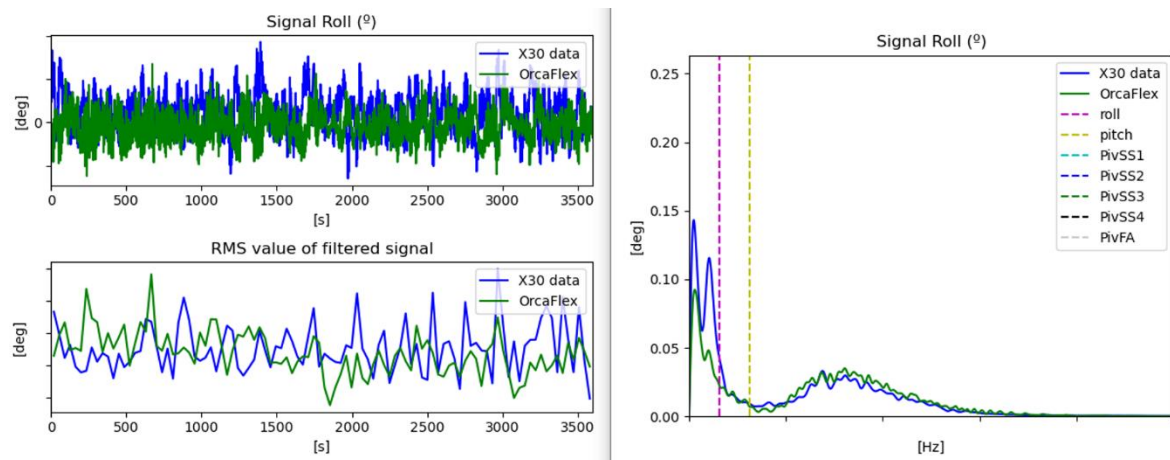 Signal Roll (º)
X30 data
OrcaFlex
[deg]
0
0 500 1000 1500 2000 2500 3000 3500
[s]
RMS value of filtered signal
X30 data
OrcaFlex
[deg]
0 500 1000 1500 2000 2500 3000 3500
[s]
Signal Roll (º)
0.25
0.20
0.15
0.10
0.05
0.00
[deg]
X30 data
OrcaFlex
roll
pitch
PivSS1
PivSS2
PivSS3
PivSS4
PivFA
[Hz]